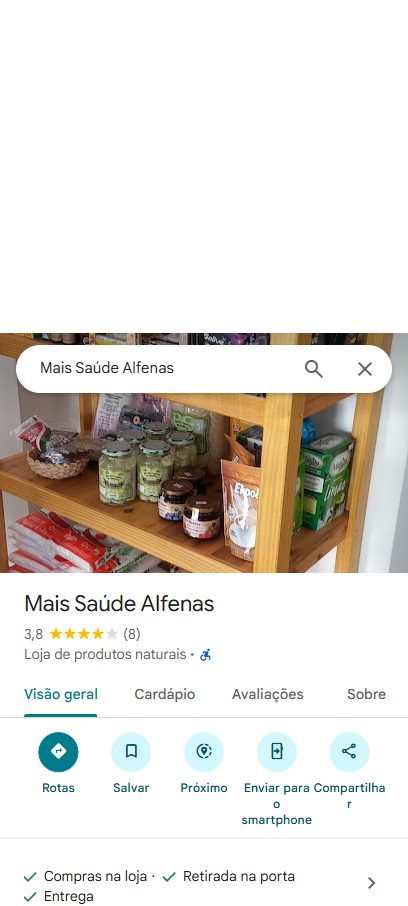 Mais Saúde Alfenas
Mais Saúde Alfenas
3,8 (8)
Loja de produtos naturais ·
Visão geral Cardápio Avaliações Sobre
Rotas Salvar Próximo Enviar para o smartphone Compartilhar
Compras na loja · Retirada na porta
Entrega